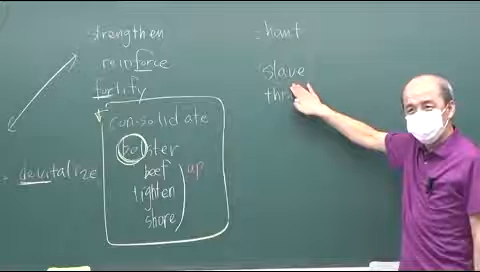 strengthen
reinforce
fortify
consolidate
bolster
beef
tighten
shore
up
devitalize
slave